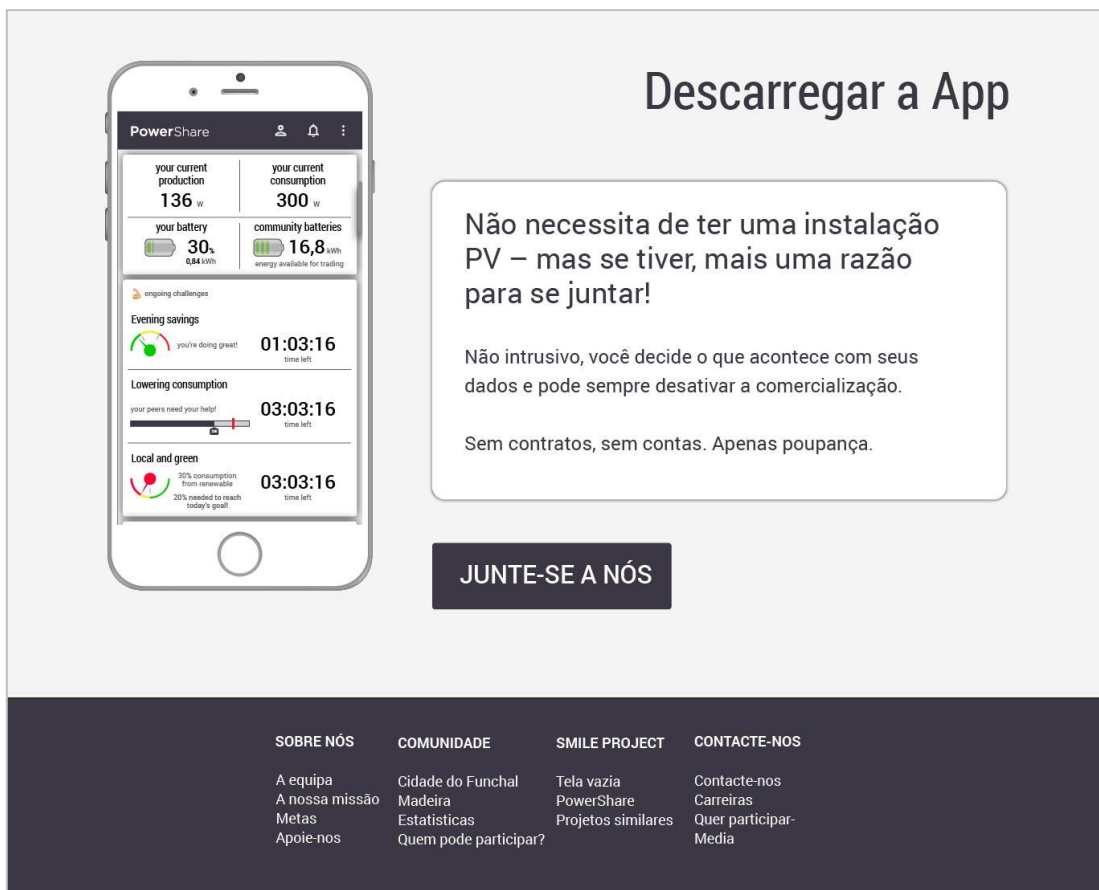 Descarregar a App
PowerShare
your current
production
136 W
your current
consumption
300 W
your battery
30%
0,84 kWh
community batteries
16,8 kWh
energy available for trading
ongoing challenges
Evening savings
you're doing great!
01:03:16
time left
Lowering consumption
your peers need your help!
03:03:16
time left
Local and green
30% consumption
from renewable
20% needed to reach
today's goal!
03:03:16
time left
Não necessita de ter uma instalação
PV – mas se tiver, mais uma razão
para se juntar!
Não intrusivo, você decide o que acontece com seus
dados e pode sempre desativar a comercialização.
Sem contratos, sem contas. Apenas poupança.
JUNTE-SE A NÓS
SOBRE NÓS
A equipa
A nossa missão
Metas
Apoie-nos
COMUNIDADE
Cidade do Funchal
Madeira
Estatisticas
Quem pode participar?
SMILE PROJECT
Tela vazia
PowerShare
Projetos similares
CONTACTE-NOS
Contacte-nos
Carreiras
Quer participar-
Media